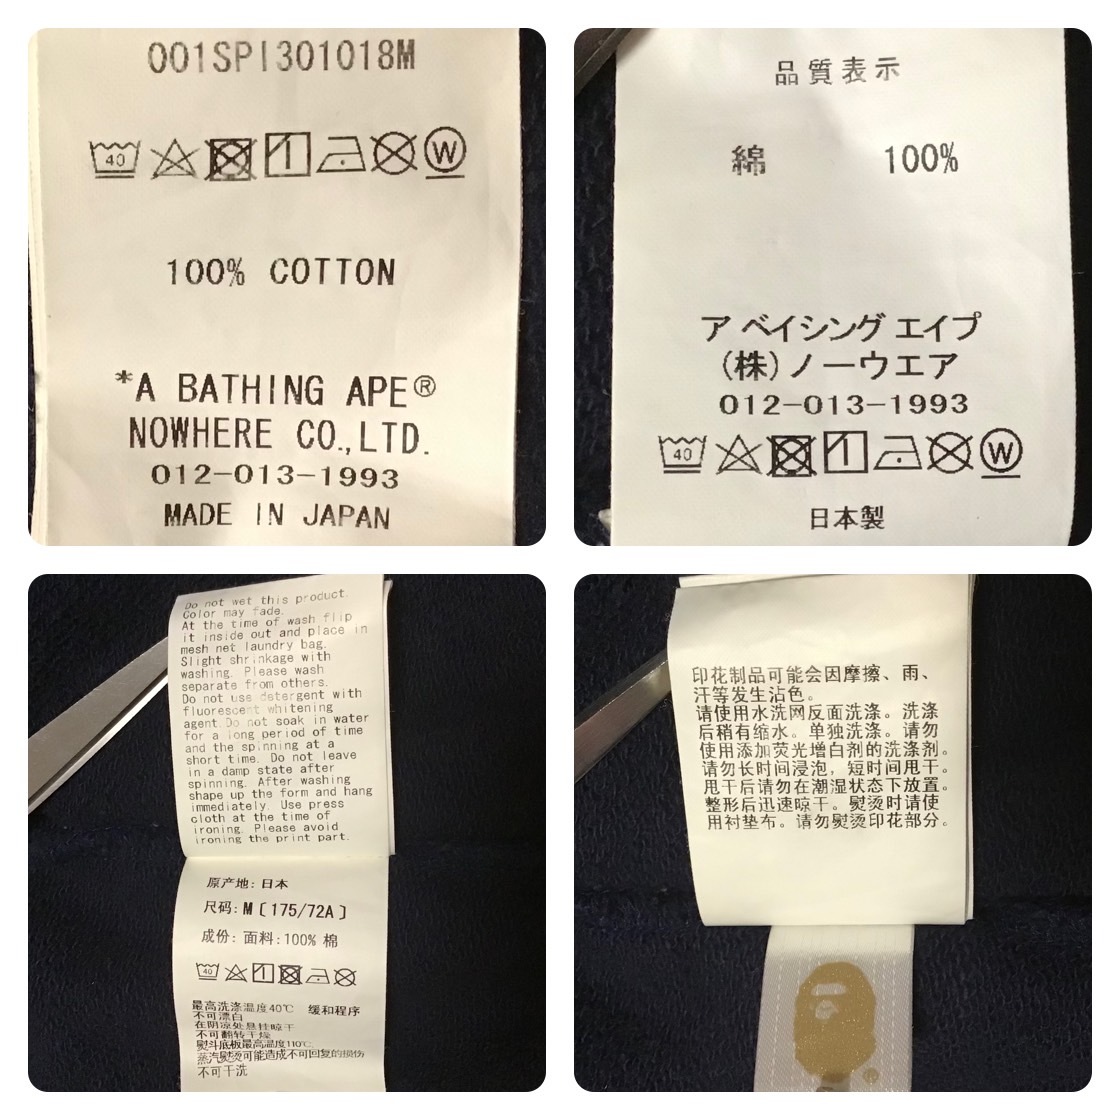 001SPI301018M
40
W
100% COTTON
*A BATHING APE®
NOWHERE CO.,LTD.
012-013-1993
MADE IN JAPAN
品質表示
綿 100%
ア ベイシング エイプ
(株)ノーウエア
012-013-1993
40
W
日本製
Do not wet this product.
Color may fade.
At the time of wash flip
it inside out and place in
mesh net laundry bag.
Slight shrinkage with
washing. Please wash
separate from others.
Do not use detergent with
fluorescent whitening
agent.Do not soak in water
for a long period of time
and the spinning at a
short time. Do not leave
in a damp state after
spinning. After washing
shape up the form and hang
immediately. Use press
cloth at the time of
ironing. Please avoid
ironing the print part.
原产地: 日本
尺码: M〔175/72A〕
成份: 面料: 100% 棉
40
最高洗涤温度40℃ 缓和程序
不可漂白
在阴凉处悬挂晾干
不可翻转干燥
熨斗底板最高温度110℃
蒸汽熨烫可能造成不可回复的损伤
不可干洗
印花制品可能会因摩擦、雨、
汗等发生沾色。
请使用水洗网反面洗涤。洗涤
后稍有缩水。单独洗涤。请勿
使用添加荧光增白剂的洗涤剂。
请勿长时间浸泡，短时间甩干。
甩干后请勿在潮湿状态下放置。
整形后迅速晾干。熨烫时请使
用衬垫布。请勿熨烫印花部分。
®